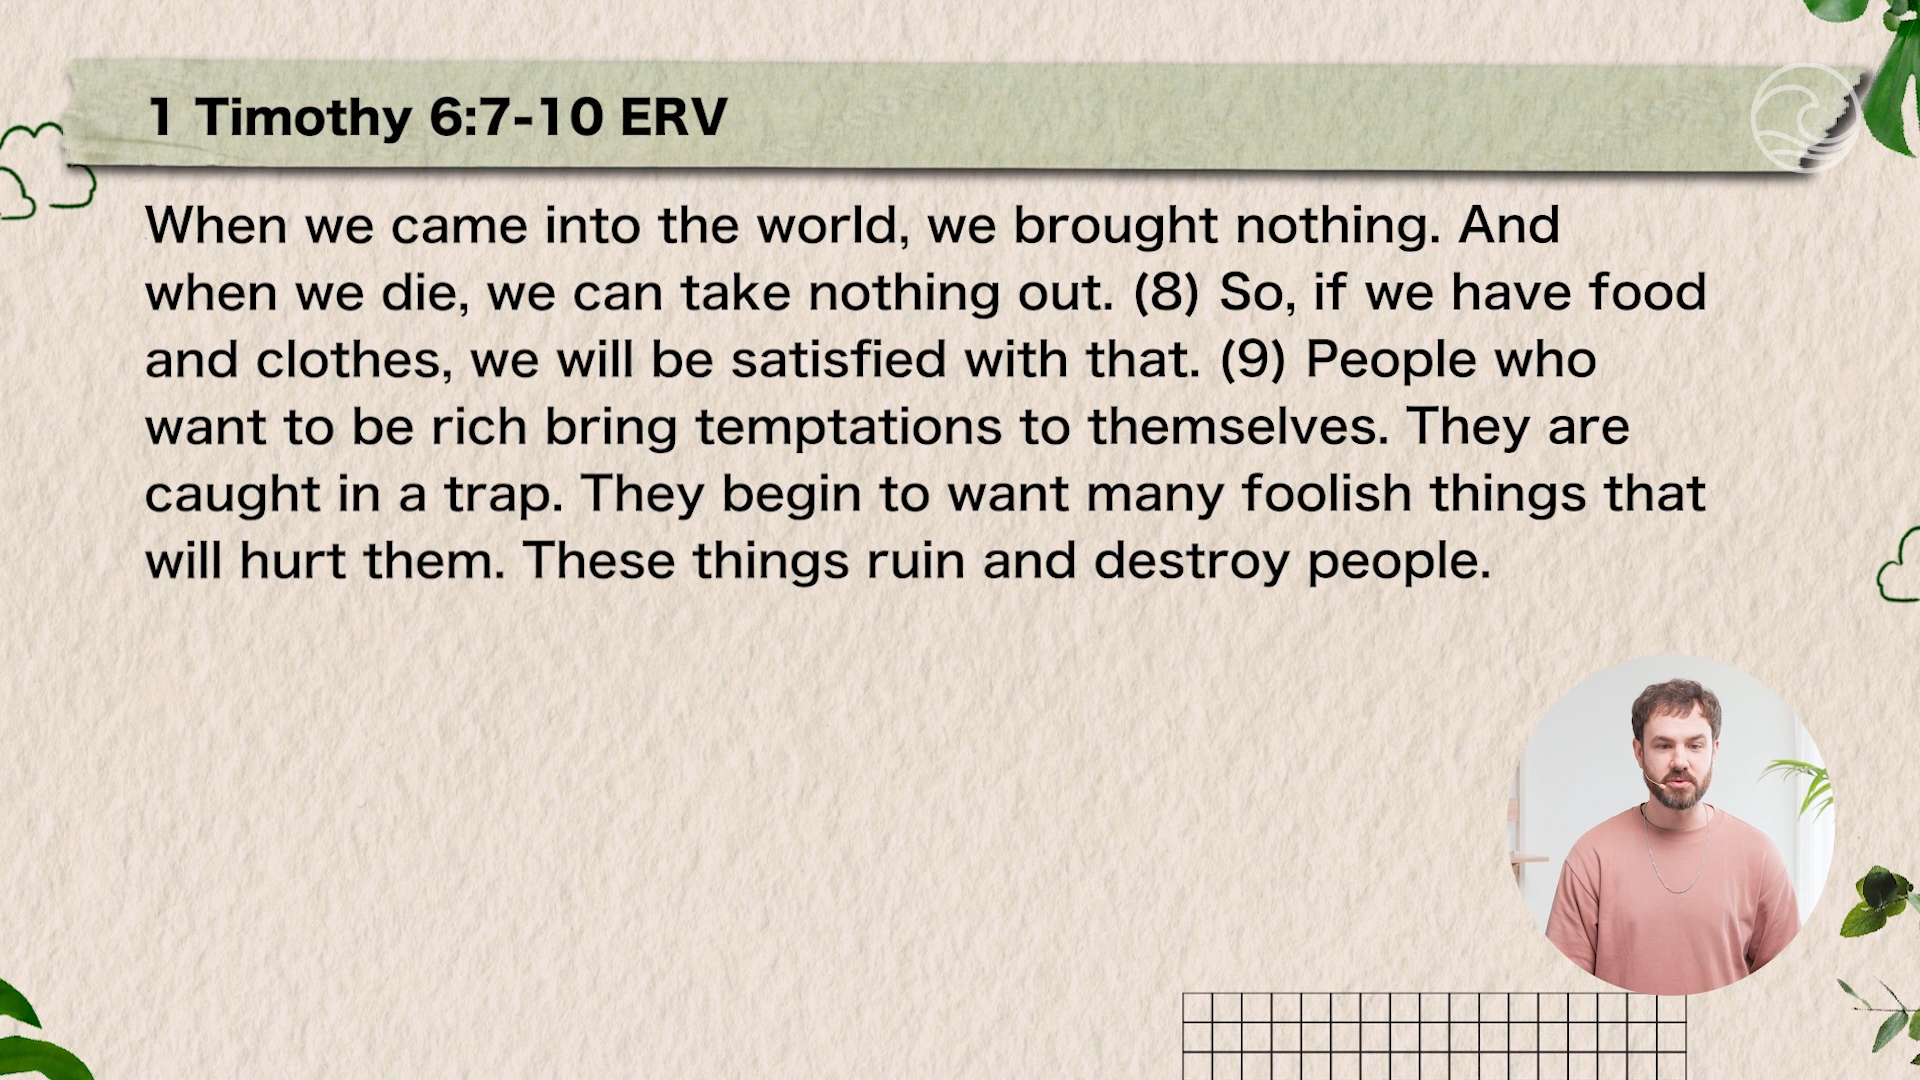 1 Timothy 6:7-10 ERV
When we came into the world, we brought nothing. And
when we die, we can take nothing out. (8) So, if we have food
and clothes, we will be satisfied with that. (9) People who
want to be rich bring temptations to themselves. They are
caught in a trap. They begin to want many foolish things that
will hurt them. These things ruin and destroy people.